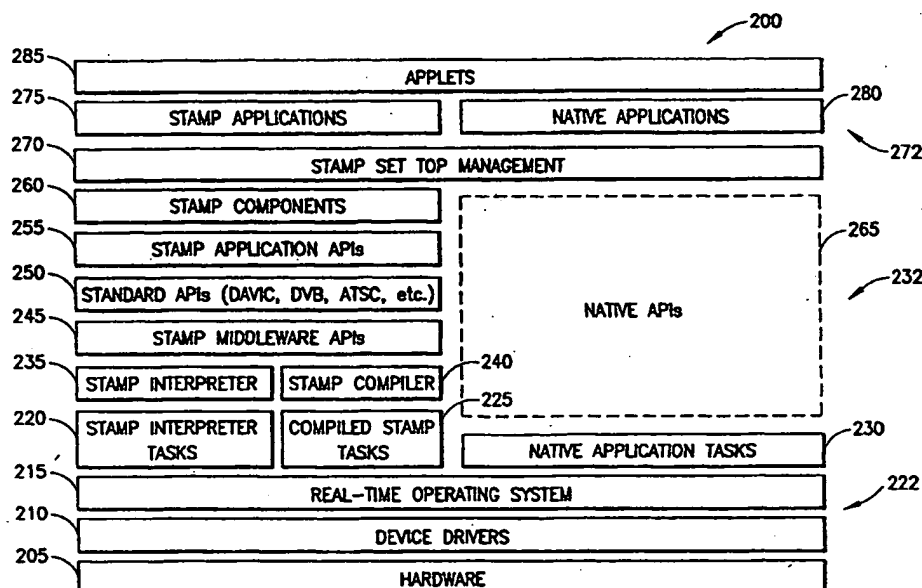 200
285
APPLETS
275
STAMP APPLICATIONS
NATIVE APPLICATIONS
280
272
270
STAMP SET TOP MANAGEMENT
260
STAMP COMPONENTS
265
255
STAMP APPLICATION APIs
250
STANDARD APIs (DAVIC, DVB, ATSC, etc.)
232
NATIVE APIs
245
STAMP MIDDLEWARE APIs
235
STAMP INTERPRETER
STAMP COMPILER
240
220
STAMP INTERPRETER
TASKS
COMPILED STAMP
TASKS
225
NATIVE APPLICATION TASKS
230
215
REAL-TIME OPERATING SYSTEM
222
210
DEVICE DRIVERS
205
HARDWARE